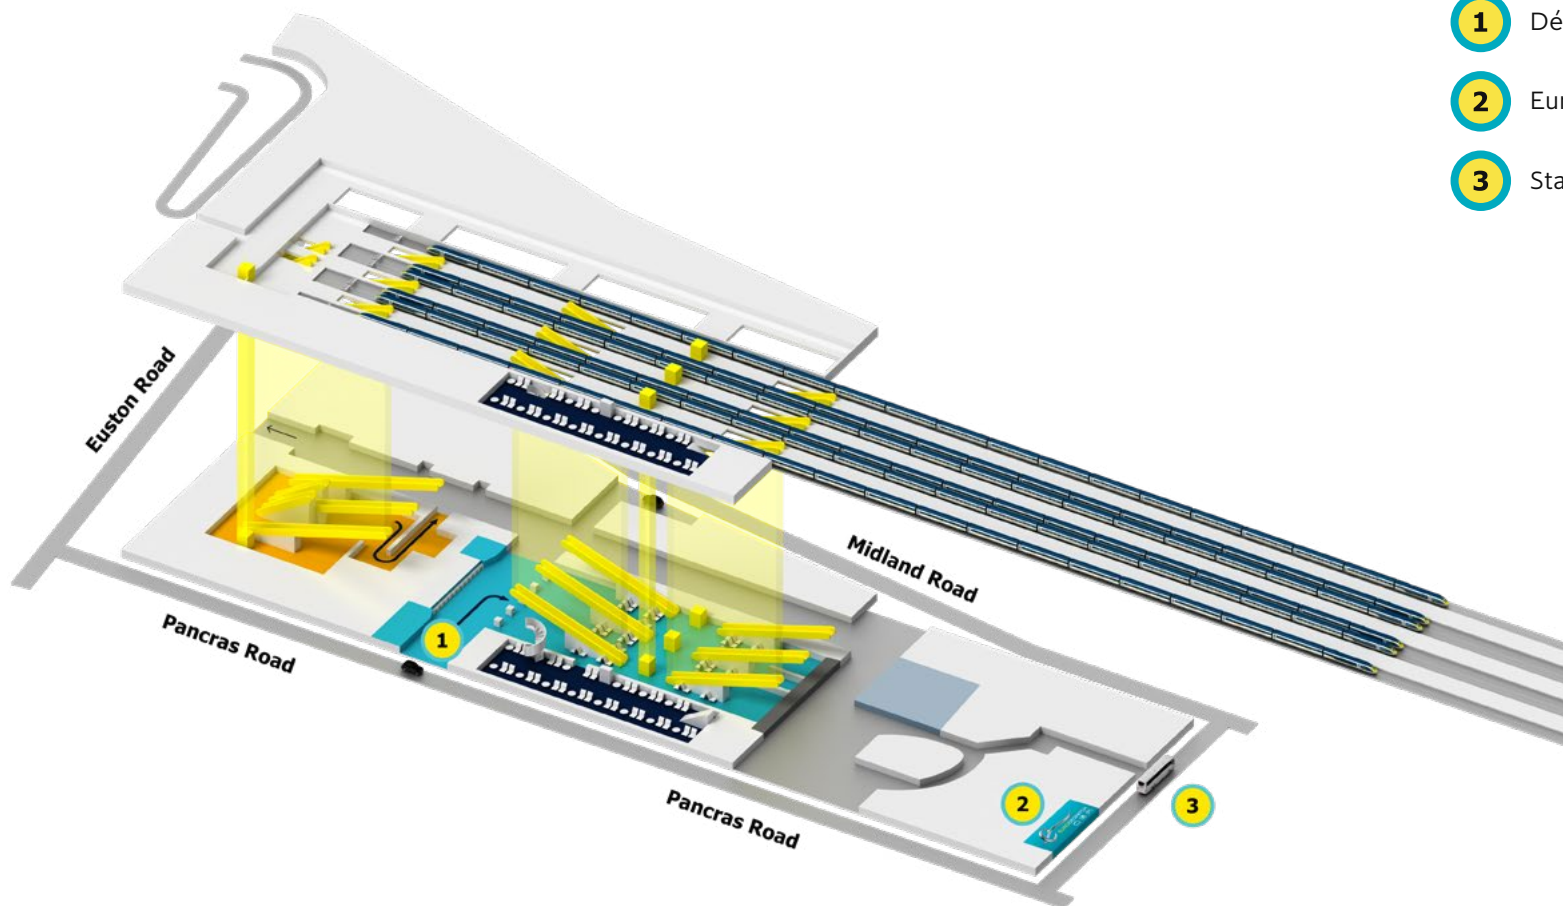 1 Dé
2 Eur
3 Sta
Euston Road
Midland Road
1
Pancras Road
2
3
Pancras Road